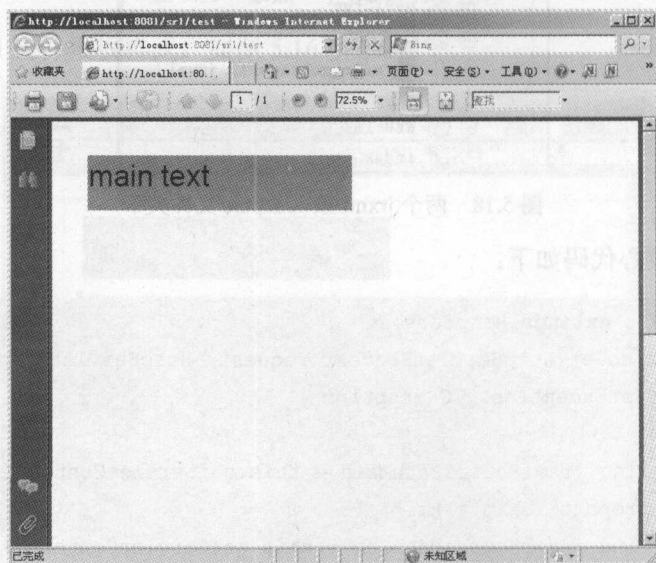 http://localhost:8081/srl/test - Windows Internet Explorer
http://localhost:8081/srl/test
Bing
收藏夹
http://localhost:80...
页面(P)
安全(S)
工具(O)
1 / 1
72.5%
查找
main text
已完成
未知区域